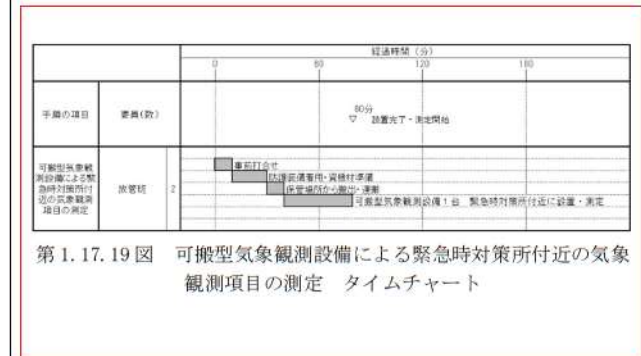 経過時間(分)
0 60 120 180
手順の項目 要員(数)
80分
▽ 設置完了・測定開始
可搬型気象観
測設備による緊
急時対策所付
近の気象観測
項目の測定
放管班 2
事前打合せ
防護装備着用・資機材準備
保管場所から搬出・運搬
可搬型気象観測設備1台 緊急時対策所付近に設置・測定
第1.17.19図 可搬型気象観測設備による緊急時対策所付近の気象
観測項目の測定 タイムチャート